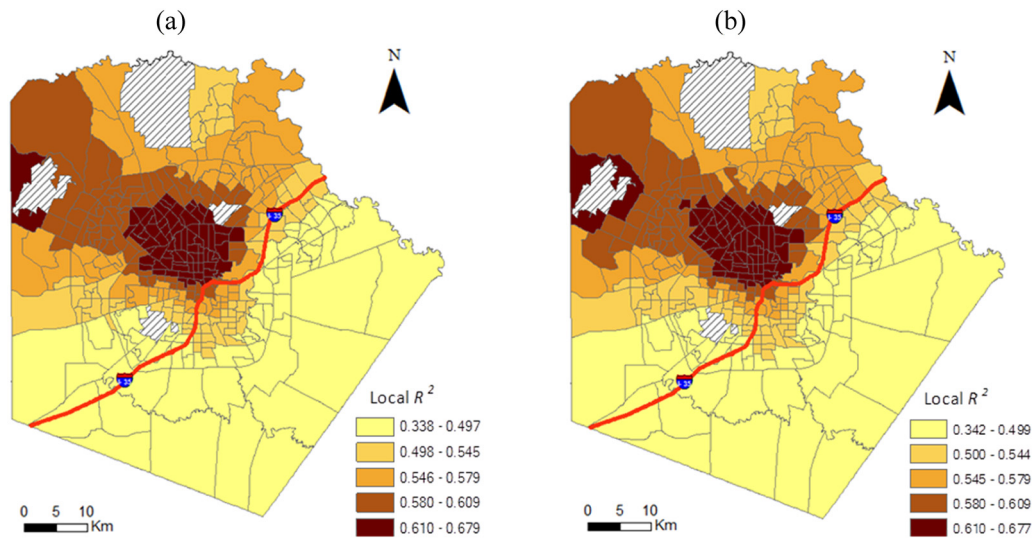 (a)
(b)
N
N
I-35
I-35
I-35
I-35
Local R²
0.338 - 0.497
0.498 - 0.545
0.546 - 0.579
0.580 - 0.609
0.610 - 0.679
0 5 10
Km
Local R²
0.342 - 0.499
0.500 - 0.544
0.545 - 0.579
0.580 - 0.609
0.610 - 0.677
0 5 10
Km